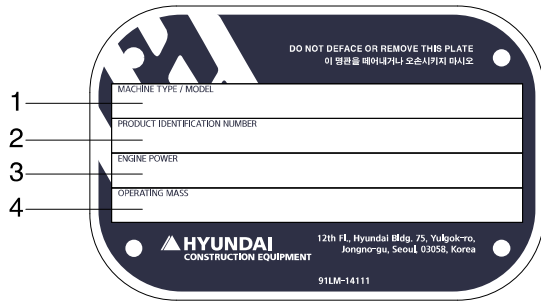 DO NOT DEFACE OR REMOVE THIS PLATE
이 명판을 떼어내거나 오손시키지 마시오
1
MACHINE TYPE / MODEL
2
PRODUCT IDENTIFICATION NUMBER
3
ENGINE POWER
4
OPERATING MASS
HYUNDAI
CONSTRUCTION EQUIPMENT
12th Fl., Hyundai Bldg. 75, Yulgok-ro,
Jongno-gu, Seoul, 03058, Korea
91LM-14111